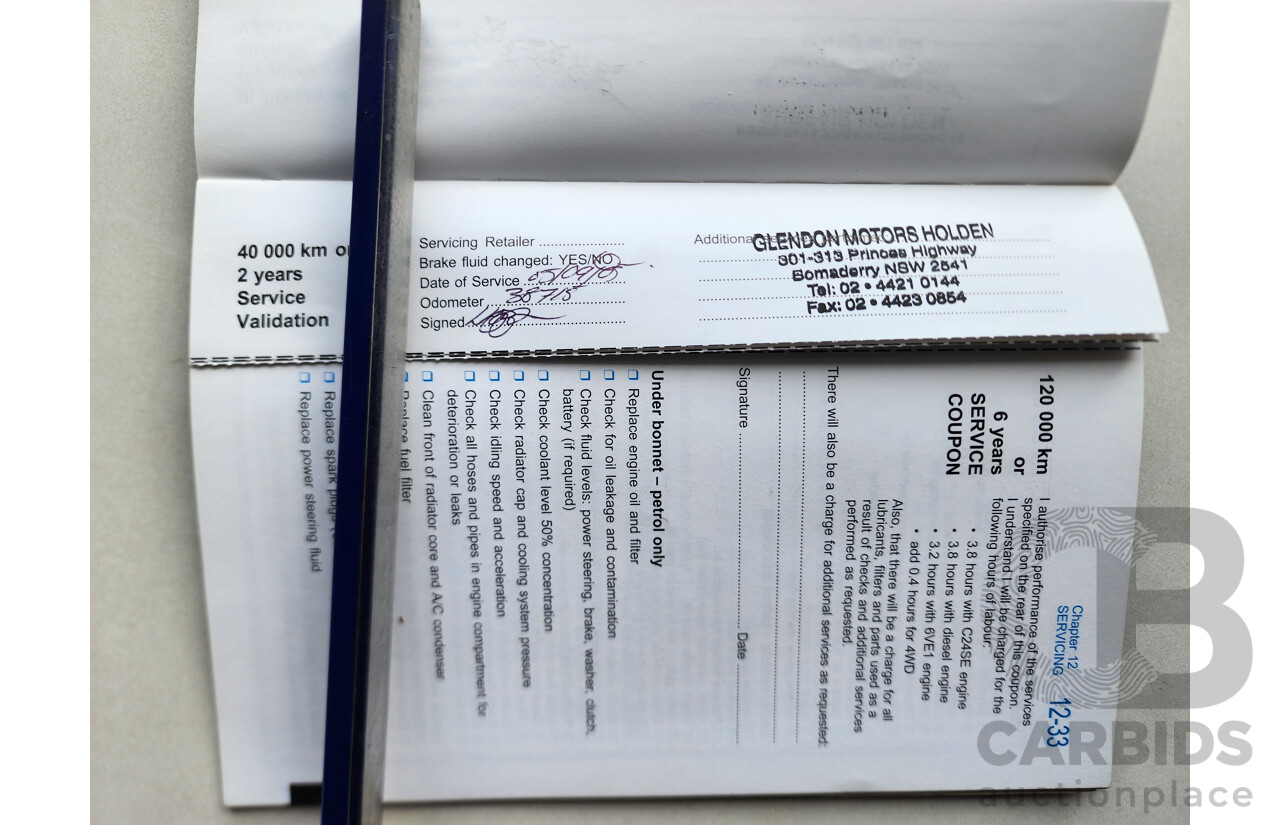 40 000 km or
2 years
Service
Validation
Servicing Retailer
Brake fluid changed: YES/NO
Date of Service 05/09/05
Odometer 38715
Signed
Additional
GLENDON MOTORS HOLDEN
301-313 Princes Highway
Bomaderry NSW 2541
Tel: 02 • 4421 0144
Fax: 02 • 4423 0854
Chapter 12
SERVICING 12-33
120 000 km
or
6 years
SERVICE
COUPON
I authorise performance of the services
specified on the rear of this coupon.
I understand I will be charged for the
following hours of labour:
• 3.8 hours with C24SE engine
• 3.8 hours with diesel engine
• 3.2 hours with 6VE1 engine
• add 0.4 hours for 4WD
Also, that there will be a charge for all
lubricants, filters and parts used as a
result of checks and additional services
performed as requested.
There will also be a charge for additional services as requested:
Signature Date
Under bonnet – petrol only
❑ Replace engine oil and filter
❑ Check for oil leakage and contamination
❑ Check fluid levels: power steering, brake, washer, clutch,
battery (if required)
❑ Check coolant level 50% concentration
❑ Check radiator cap and cooling system pressure
❑ Check idling speed and acceleration
❑ Check all hoses and pipes in engine compartment for
deterioration or leaks
❑ Clean front of radiator core and A/C condenser
❑ Replace fuel filter
❑ Replace spark plugs
❑ Replace power steering fluid
CARBIDS
auctionplace